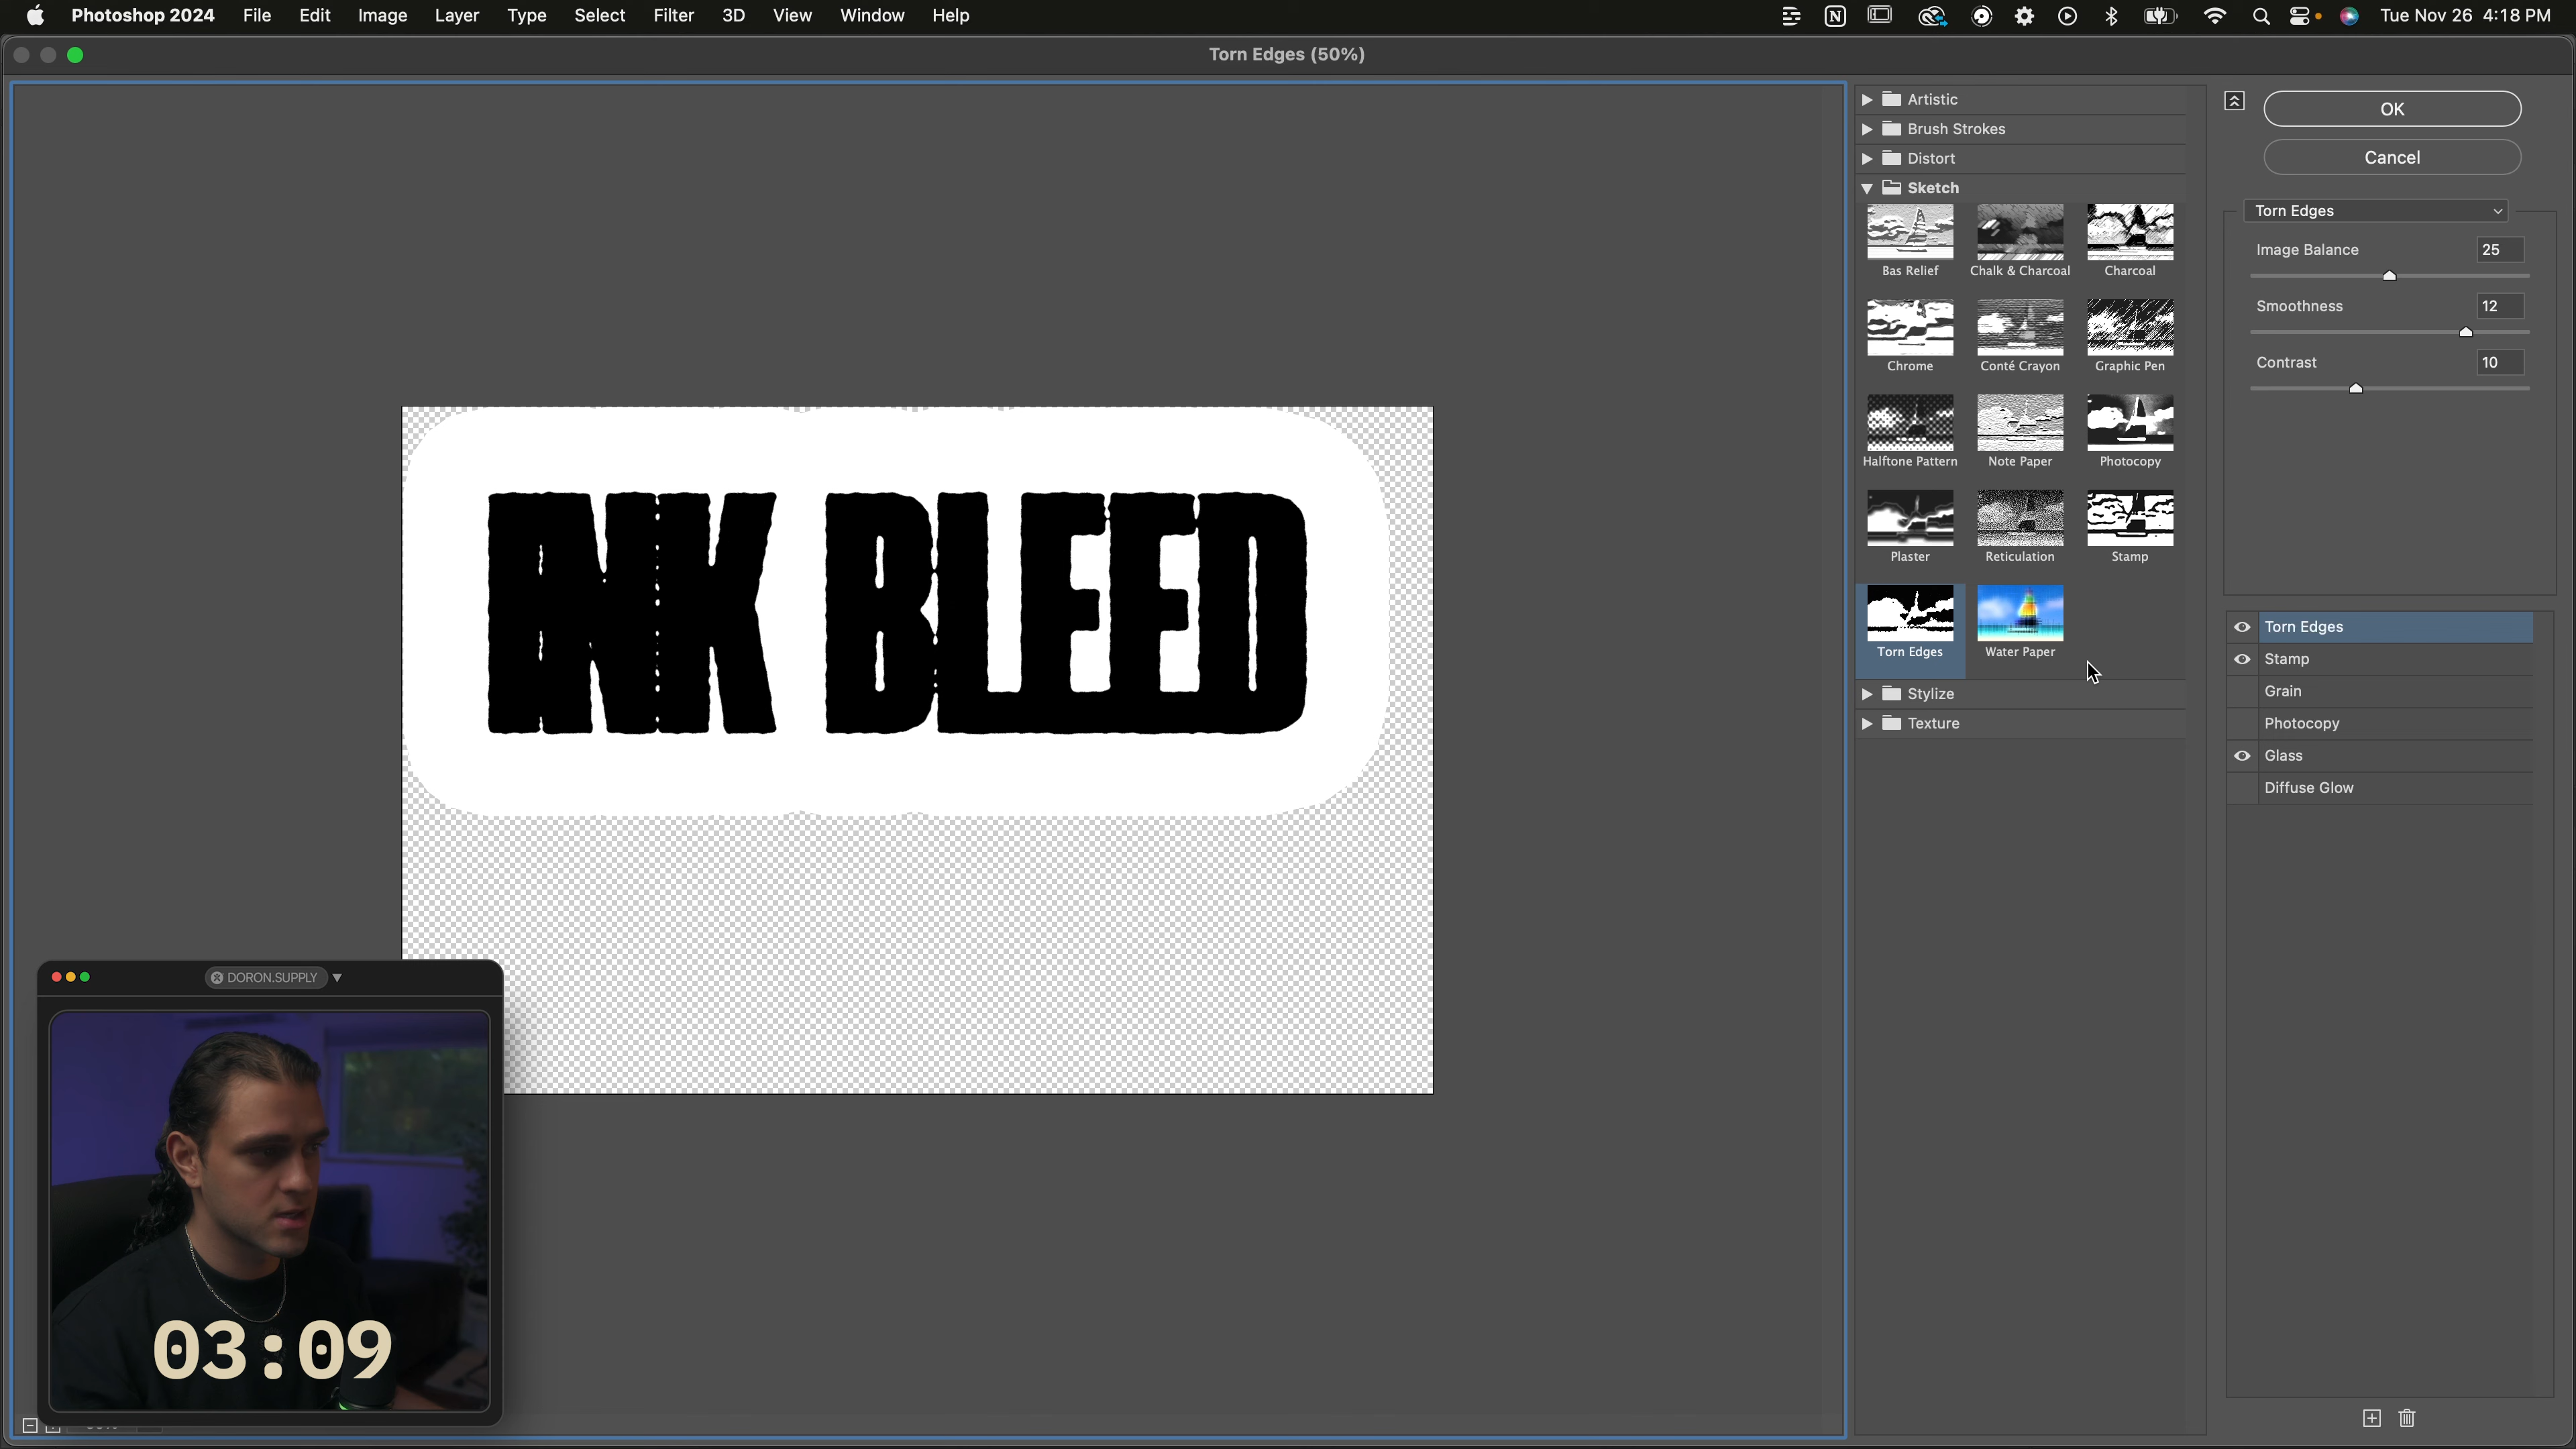 Photoshop 2024 File Edit Image Layer Type Select Filter 3D View Window Help Tue Nov 26 4:18 PM
Torn Edges (50%)
Artistic
Brush Strokes
Distort
Sketch
Bas Relief Chalk & Charcoal Charcoal
Chrome Conté Crayon Graphic Pen
Halftone Pattern Note Paper Photocopy
Plaster Reticulation Stamp
Torn Edges Water Paper
Stylize
Texture
OK
Cancel
Torn Edges
Image Balance 25
Smoothness 12
Contrast 10
Torn Edges
Stamp
Grain
Photocopy
Glass
Diffuse Glow
INK BLEED
DORON.SUPPLY
03:09